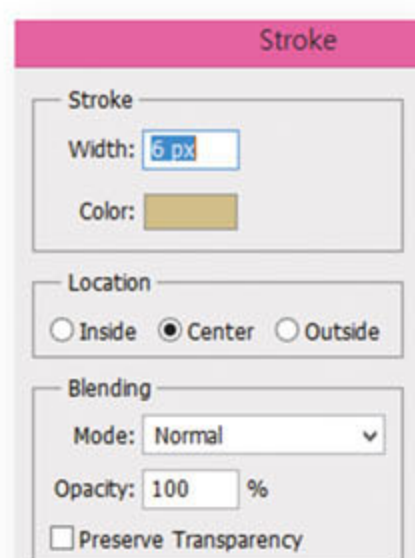 Stroke
Stroke
Width: 6 px
Color:
Location
Inside Center Outside
Blending
Mode: Normal
Opacity: 100 %
Preserve Transparency